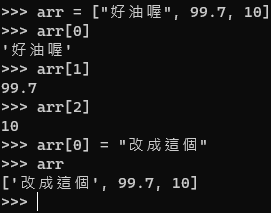 >>> arr = ["好油喔", 99.7, 10]
>>> arr[0]
'好油喔'
>>> arr[1]
99.7
>>> arr[2]
10
>>> arr[0] = "改成這個"
>>> arr
['改成這個', 99.7, 10]
>>>